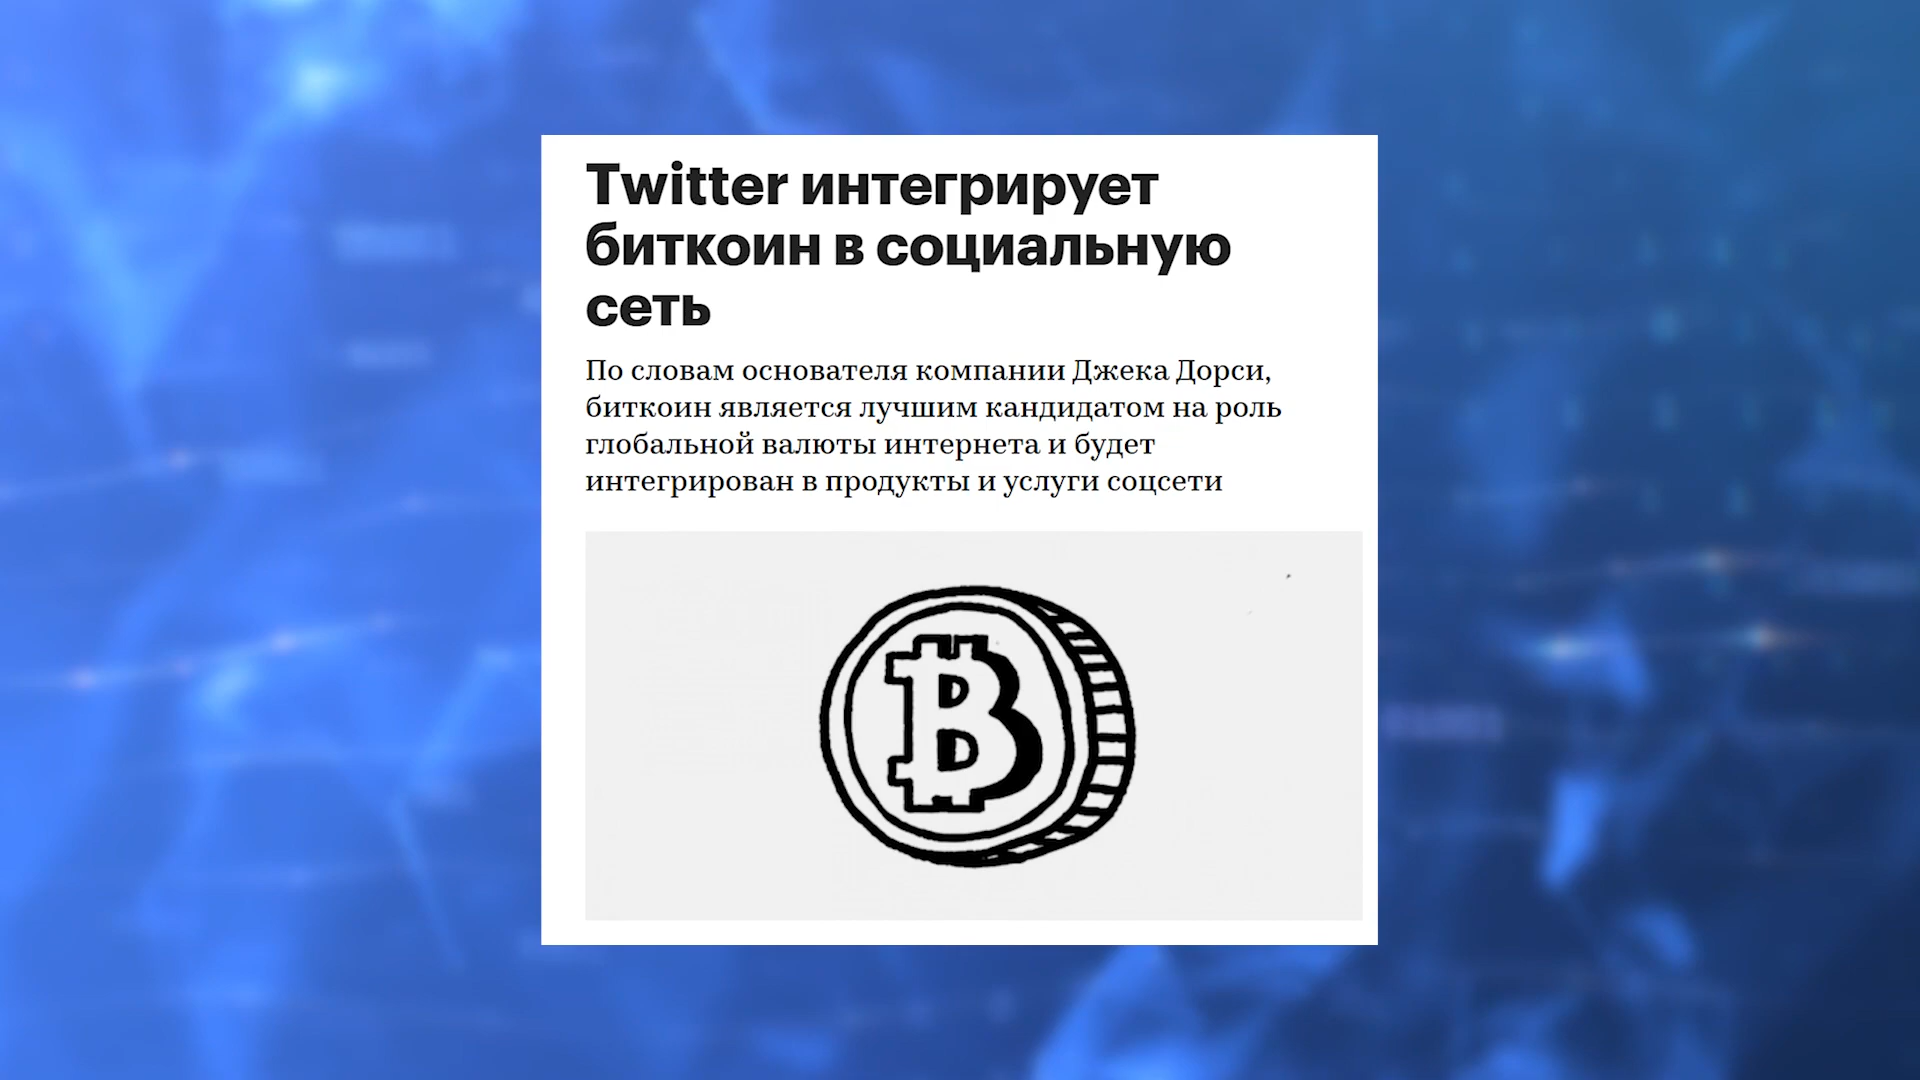 Twitter интегрирует
биткоин в социальную
сеть
По словам основателя компании Джека Дорси,
биткоин является лучшим кандидатом на роль
глобальной валюты интернета и будет
интегрирован в продукты и услуги соцсети